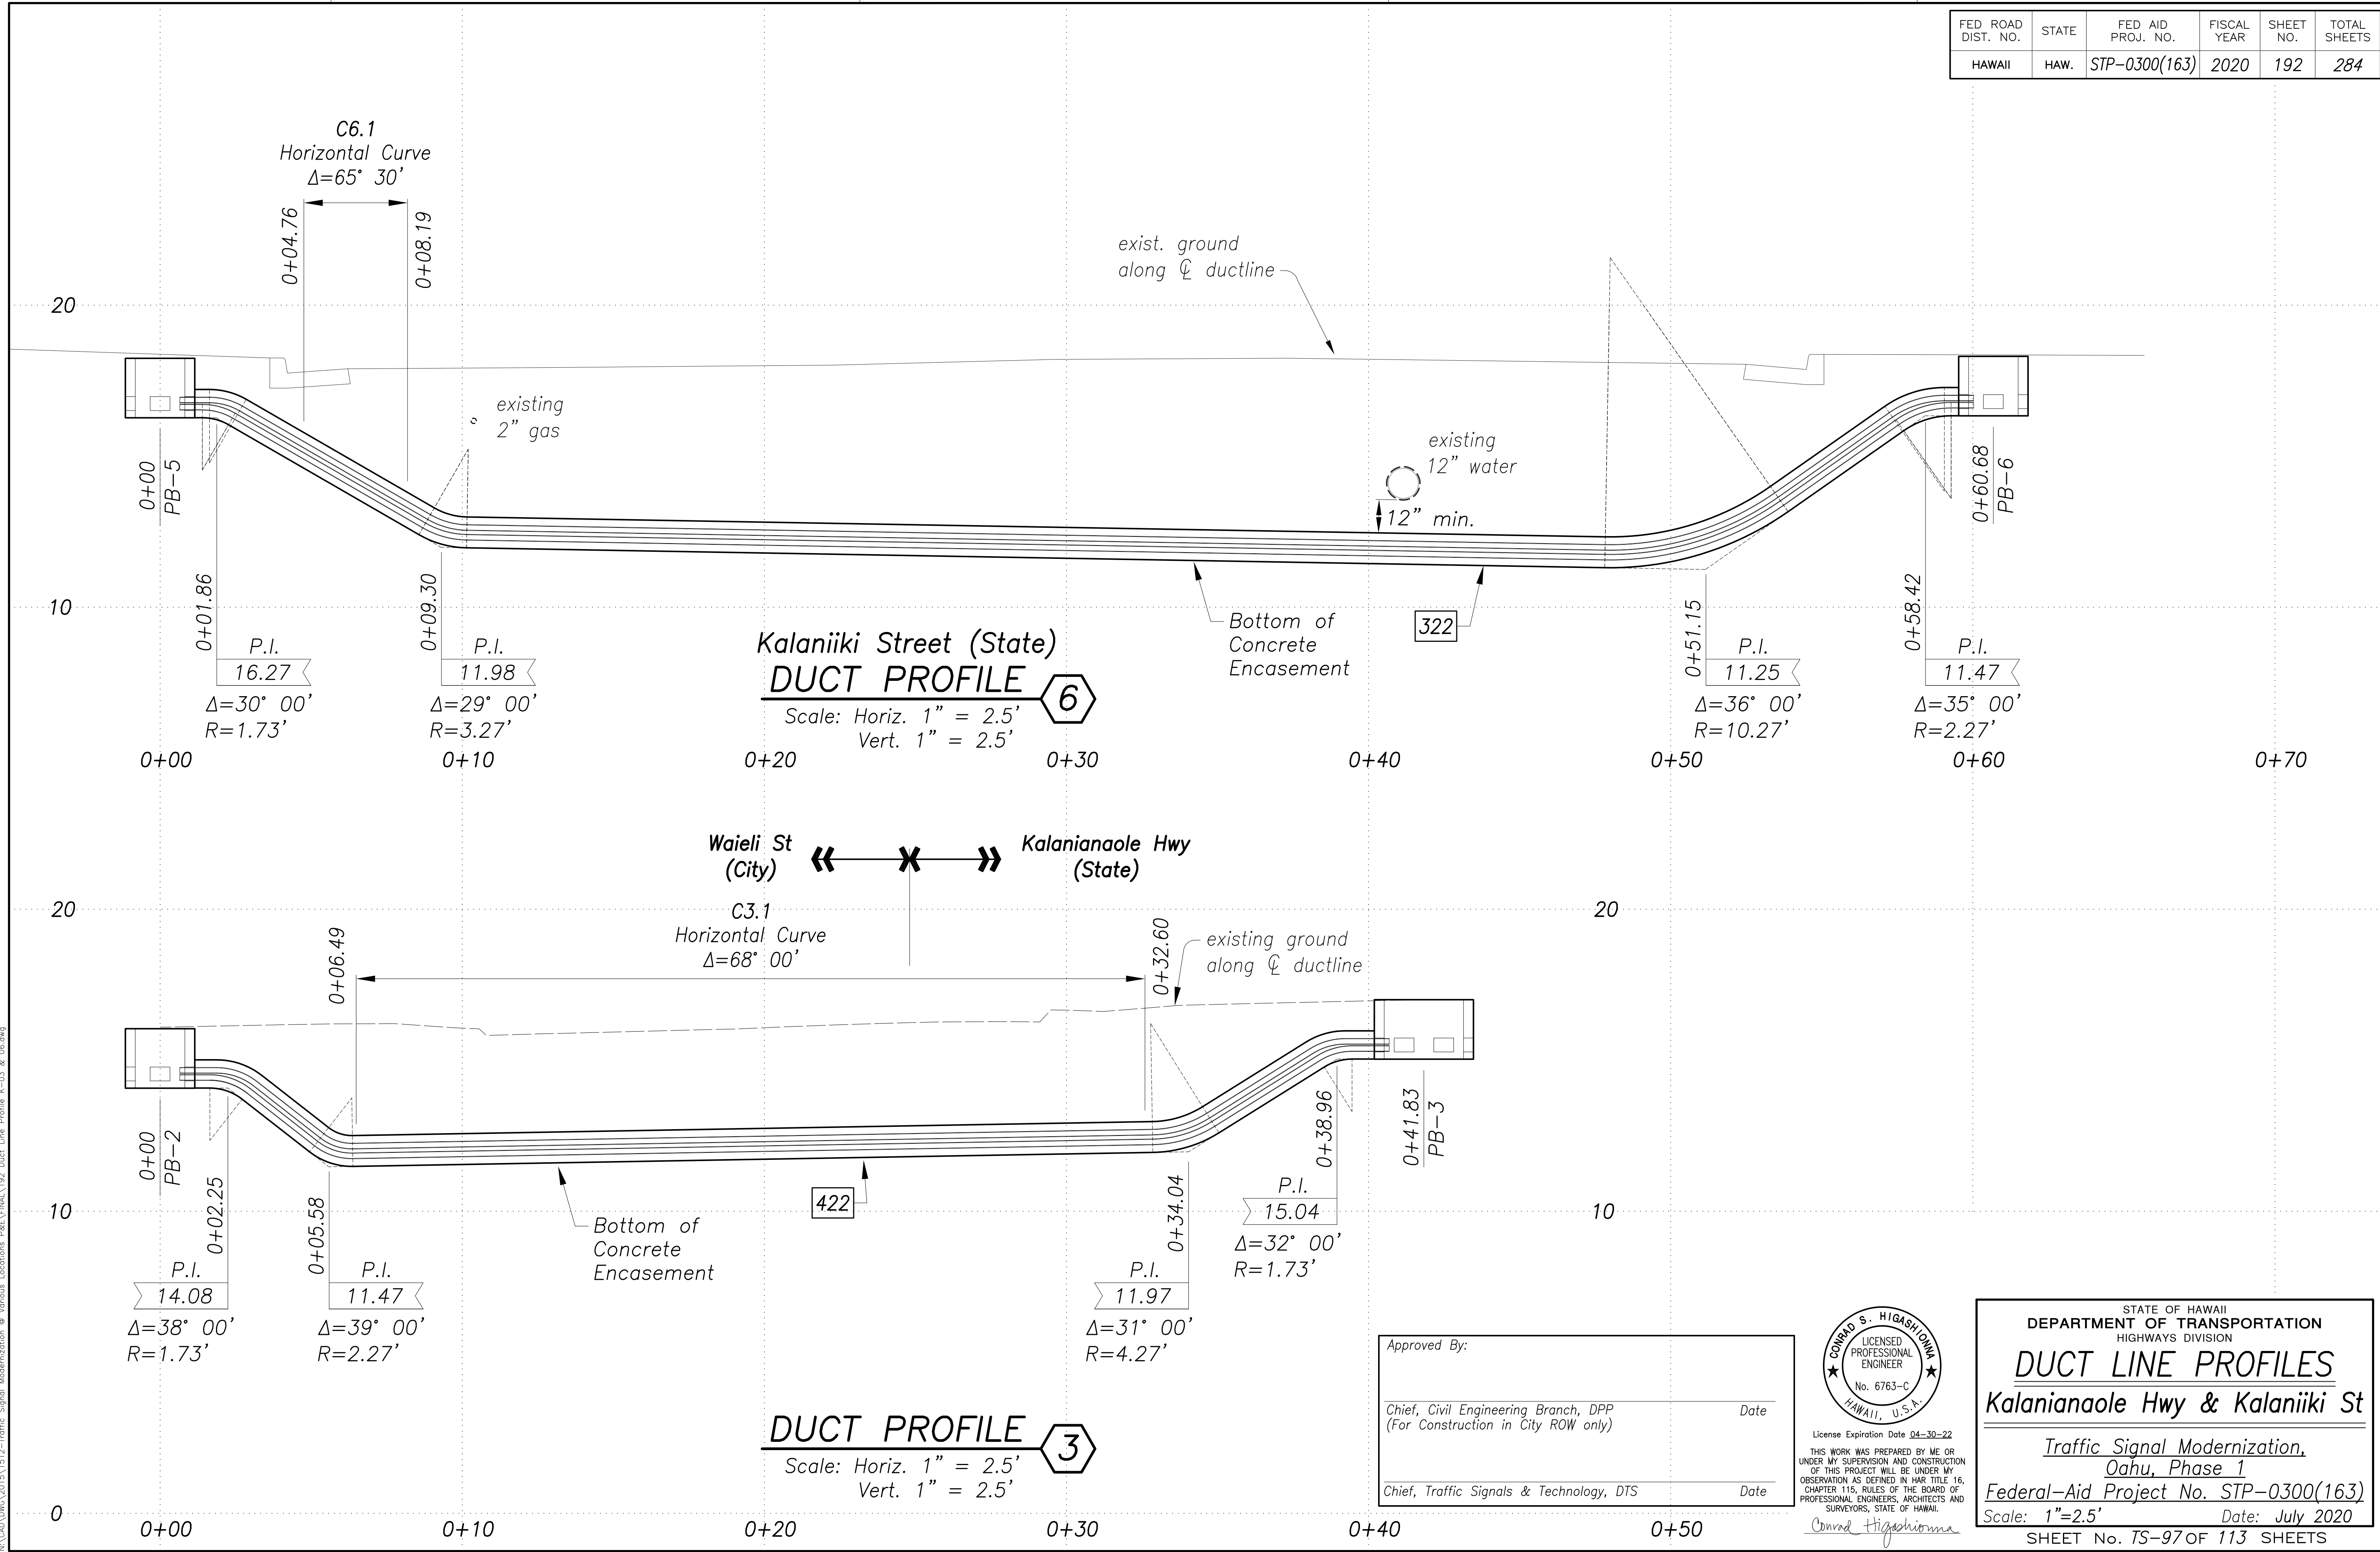 FED ROAD DIST. NO.
STATE
FED AID PROJ. NO.
FISCAL YEAR
SHEET NO.
TOTAL SHEETS
HAWAII HAW. STP-0300(163) 2020 192 284
C6.1
Horizontal Curve
Δ=65° 30'
0+04.76
0+08.19
exist. ground
along ℄ ductline
20
existing
2" gas
existing
12" water
12" min.
0+00
PB-5
0+60.68
PB-6
10
0+01.86
P.I.
16.27
Δ=30° 00'
R=1.73'
0+09.30
P.I.
11.98
Δ=29° 00'
R=3.27'
Kalaniiki Street (State)
DUCT PROFILE 6
Scale: Horiz. 1" = 2.5'
Vert. 1" = 2.5'
Bottom of
Concrete
Encasement
322
0+51.15
P.I.
11.25
Δ=36° 00'
R=10.27'
0+58.42
P.I.
11.47
Δ=35° 00'
R=2.27'
0+00 0+10 0+20 0+30 0+40 0+50 0+60 0+70
Waieli St
(City)
Kalanianaole Hwy
(State)
20
20
C3.1
Horizontal Curve
Δ=68° 00'
0+06.49
0+32.60
existing ground
along ℄ ductline
0+00
PB-2
0+41.83
PB-3
10
10
0+02.25
P.I.
14.08
Δ=38° 00'
R=1.73'
0+05.58
P.I.
11.47
Δ=39° 00'
R=2.27'
Bottom of
Concrete
Encasement
422
0+34.04
P.I.
11.97
Δ=31° 00'
R=4.27'
0+38.96
P.I.
15.04
Δ=32° 00'
R=1.73'
DUCT PROFILE 3
Scale: Horiz. 1" = 2.5'
Vert. 1" = 2.5'
0
0+00 0+10 0+20 0+30 0+40 0+50
Approved By:
Chief, Civil Engineering Branch, DPP Date
(For Construction in City ROW only)
Chief, Traffic Signals & Technology, DTS Date
CONRAD S. HIGASHIONNA
LICENSED
PROFESSIONAL
ENGINEER
No. 6763-C
HAWAII, U.S.A.
License Expiration Date 04-30-22
THIS WORK WAS PREPARED BY ME OR
UNDER MY SUPERVISION AND CONSTRUCTION
OF THIS PROJECT WILL BE UNDER MY
OBSERVATION AS DEFINED IN HAR TITLE 16,
CHAPTER 115, RULES OF THE BOARD OF
PROFESSIONAL ENGINEERS, ARCHITECTS AND
SURVEYORS, STATE OF HAWAII.
Conrad Higashionna
STATE OF HAWAII
DEPARTMENT OF TRANSPORTATION
HIGHWAYS DIVISION
DUCT LINE PROFILES
Kalanianaole Hwy & Kalaniiki St
Traffic Signal Modernization,
Oahu, Phase 1
Federal-Aid Project No. STP-0300(163)
Scale: 1"=2.5' Date: July 2020
SHEET No. TS-97 OF 113 SHEETS
N:\CAD\DWG\2015\1512-Traffic Signal Modernization @ Various Locations P&E\FINAL\192 Duct Line Profile K-03 & 06.dwg